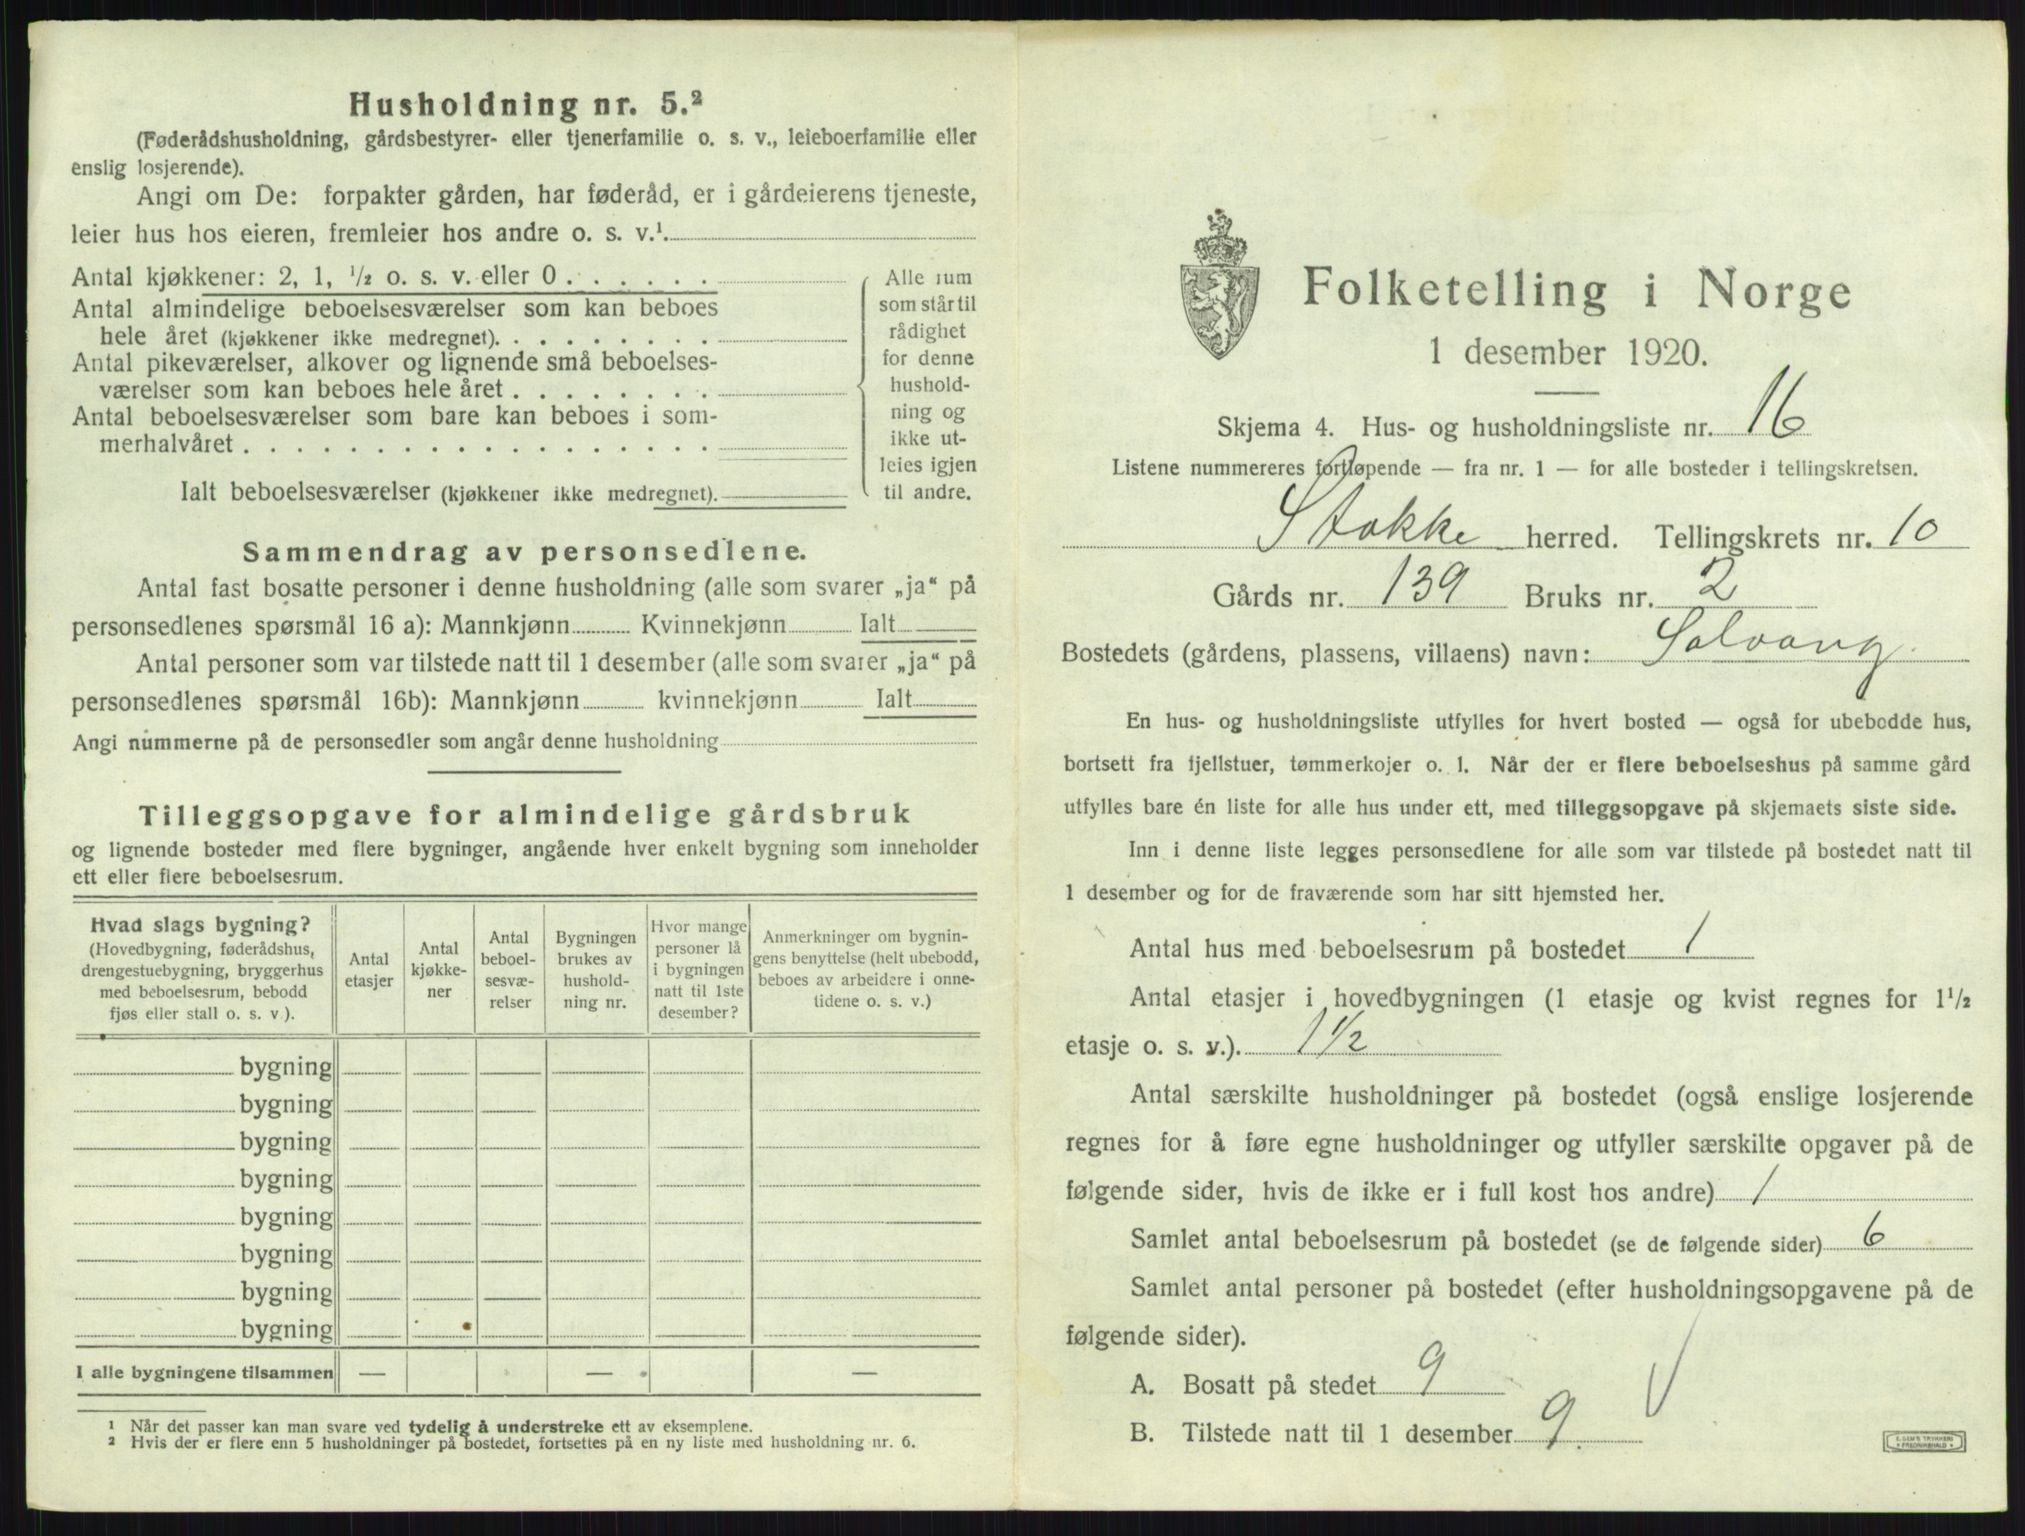 Husholdning nr. 5.²
(Føderådshusholdning, gårdsbestyrer- eller tjenerfamilie o. s. v., leieboerfamilie eller
enslig losjerende).
Angi om De: forpakter gården, har føderåd, er i gårdeierens tjeneste,
leier hus hos eieren, fremleier hos andre o. s. v.¹.
Antal kjøkkener: 2, 1, ½ o. s. v. eller 0 . . . . . .
Antal almindelige beboelsesværelser som kan beboes
hele året (kjøkkener ikke medregnet). . . . . . . . .
Antal pikeværelser, alkover og lignende små beboelses-
værelser som kan beboes hele året . . . . . . . .
Antal beboelsesværelser som bare kan beboes i som-
merhalvåret . . . . . . . . . . . . . . . . . .
Ialt beboelsesværelser (kjøkkener ikke medregnet).
Alle rum
som står til
rådighet
for denne
hushold-
ning og
ikke ut-
leies igjen
til andre.
Sammendrag av personsedlene.
Antal fast bosatte personer i denne husholdning (alle som svarer „ja“ på
personsedlenes spørsmål 16 a): Mannkjønn Kvinnekjønn Ialt
Antal personer som var tilstede natt til 1 desember (alle som svarer „ja“ på
personsedlenes spørsmål 16b): Mannkjønn kvinnekjønn Ialt
Angi nummerne på de personsedler som angår denne husholdning
Tilleggsopgave for almindelige gårdsbruk
og lignende bosteder med flere bygninger, angående hver enkelt bygning som inneholder
ett eller flere beboelsesrum.
Hvad slags bygning?
(Hovedbygning, føderådshus,
drengestuebygning, bryggerhus
med beboelsesrum, bebodd
fjøs eller stall o. s. v ).
Antal
etasjer
Antal
kjøkke-
ner
Antal
beboel-
sesvæ-
relser
Bygningen
brukes av
hushold-
ning nr.
Hvor mange
personer lå
i bygningen
natt til 1ste
desember?
Anmerkninger om bygnin-
gens benyttelse (helt ubebodd,
beboes av arbeidere i onne-
tidene o. s. v.)
bygning
bygning
bygning
bygning
bygning
bygning
bygning
bygning
I alle bygningene tilsammen — — —
¹ Når det passer kan man svare ved tydelig å understreke ett av eksemplene.
² Hvis der er flere enn 5 husholdninger på bostedet, fortsettes på en ny liste med husholdning nr. 6.
Folketelling i Norge
1 desember 1920.
Skjema 4. Hus- og husholdningsliste nr. 16
Listene nummereres fortløpende — fra nr. 1 — for alle bosteder i tellingskretsen.
Stokke herred. Tellingskrets nr. 10
Gårds nr. 139 Bruks nr. 2
Bostedets (gårdens, plassens, villaens) navn: Solvang.
En hus- og husholdningsliste utfylles for hvert bosted — også for ubebodde hus,
bortsett fra fjellstuer, tømmerkojer o. l. Når der er flere beboelseshus på samme gård
utfylles bare én liste for alle hus under ett, med tilleggsopgave på skjemaets siste side.
Inn i denne liste legges personsedlene for alle som var tilstede på bostedet natt til
1 desember og for de fraværende som har sitt hjemsted her.
Antal hus med beboelsesrum på bostedet 1
Antal etasjer i hovedbygningen (1 etasje og kvist regnes for 1½
etasje o. s. v.). 1½
Antal særskilte husholdninger på bostedet (også enslige losjerende
regnes for å føre egne husholdninger og utfyller særskilte opgaver på de
følgende sider, hvis de ikke er i full kost hos andre) 1
Samlet antal beboelsesrum på bostedet (se de følgende sider) 6
Samlet antal personer på bostedet (efter husholdningsopgavene på de
følgende sider).
A. Bosatt på stedet 9
B. Tilstede natt til 1 desember 9.
E. SEM'S TRYKKERI
FREDRIKSHALD